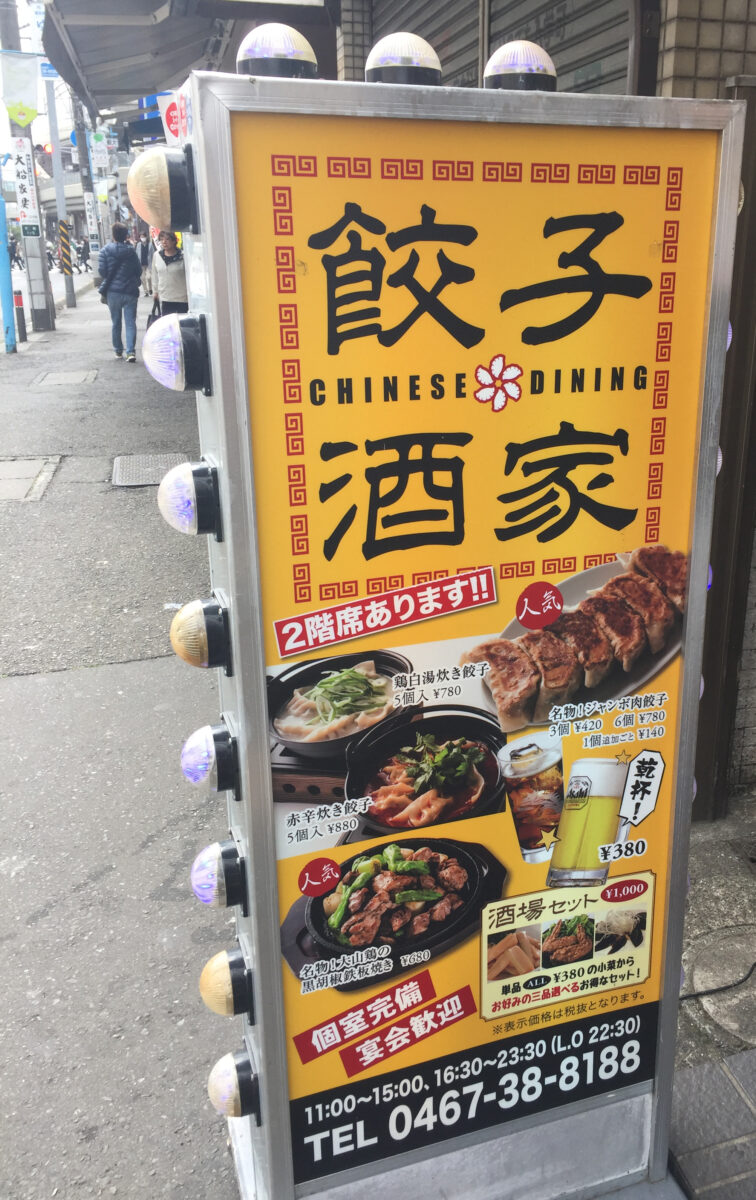 餃子
CHINESE DINING
酒家
2階席あります!!
人気
鶏白湯炊き餃子
5個入 ¥780
名物!ジャンボ肉餃子
3個 ¥420 6個 ¥780
1個追加ごと ¥140
赤辛炊き餃子
5個入 ¥880
Asahi
乾杯!
¥380
人気
名物!大山鶏の
黒胡椒鉄板焼き ¥680
酒場セット ¥1,000
単品 ALL ¥380の小菜から
お好みの三品選べるお得なセット!
個室完備
宴会歓迎
※表示価格は税抜となります。
11:00~15:00、16:30~23:30 (L.O 22:30)
TEL 0467-38-8188